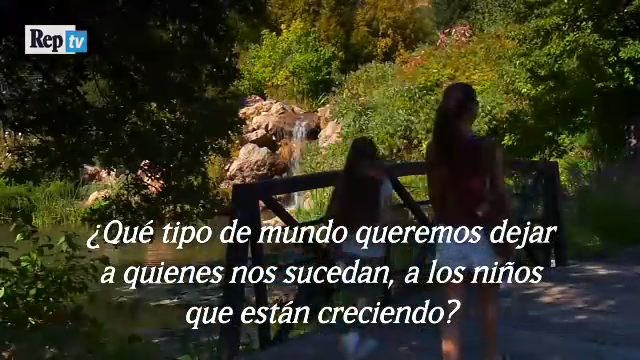 Rep tv
¿Qué tipo de mundo queremos dejar
a quienes nos sucedan, a los niños
que están creciendo?